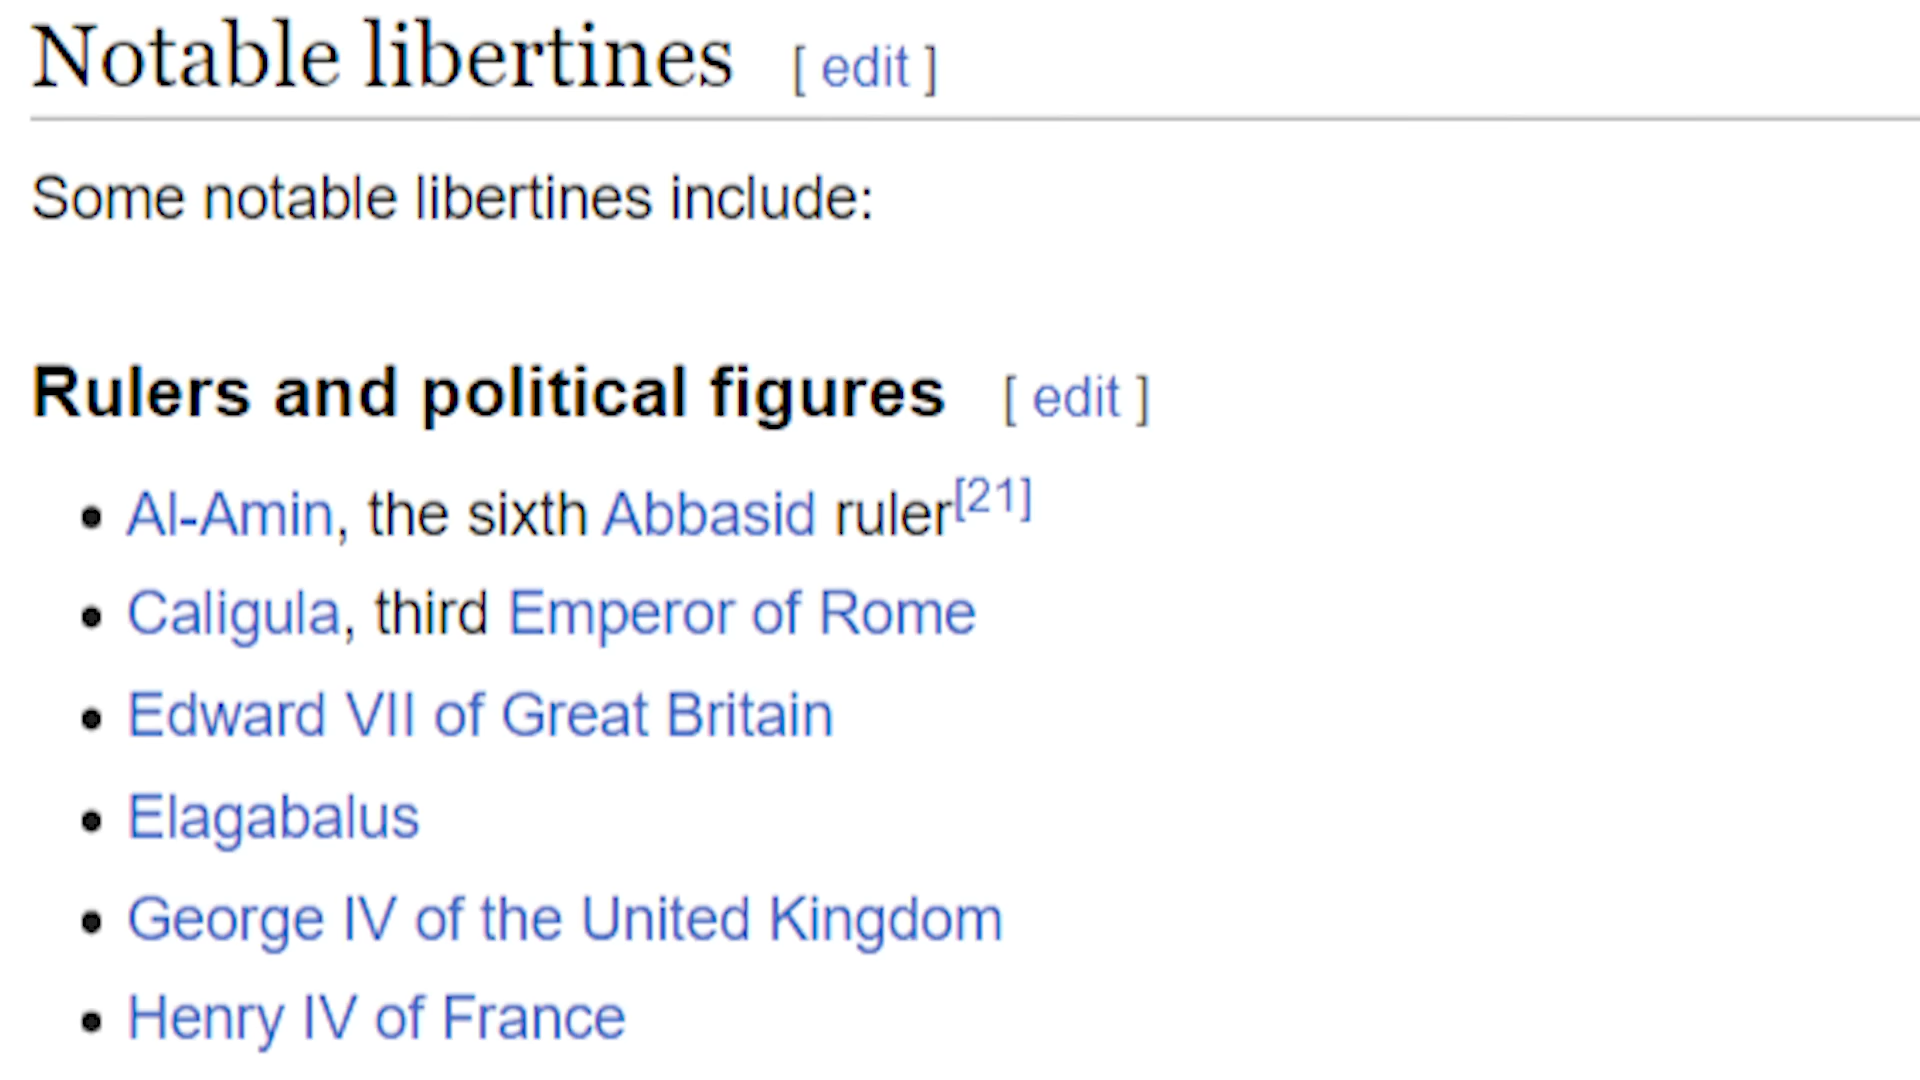 Notable libertines [ edit ]
Some notable libertines include:
Rulers and political figures [ edit ]
• Al-Amin, the sixth Abbasid ruler[21]
• Caligula, third Emperor of Rome
• Edward VII of Great Britain
• Elagabalus
• George IV of the United Kingdom
• Henry IV of France